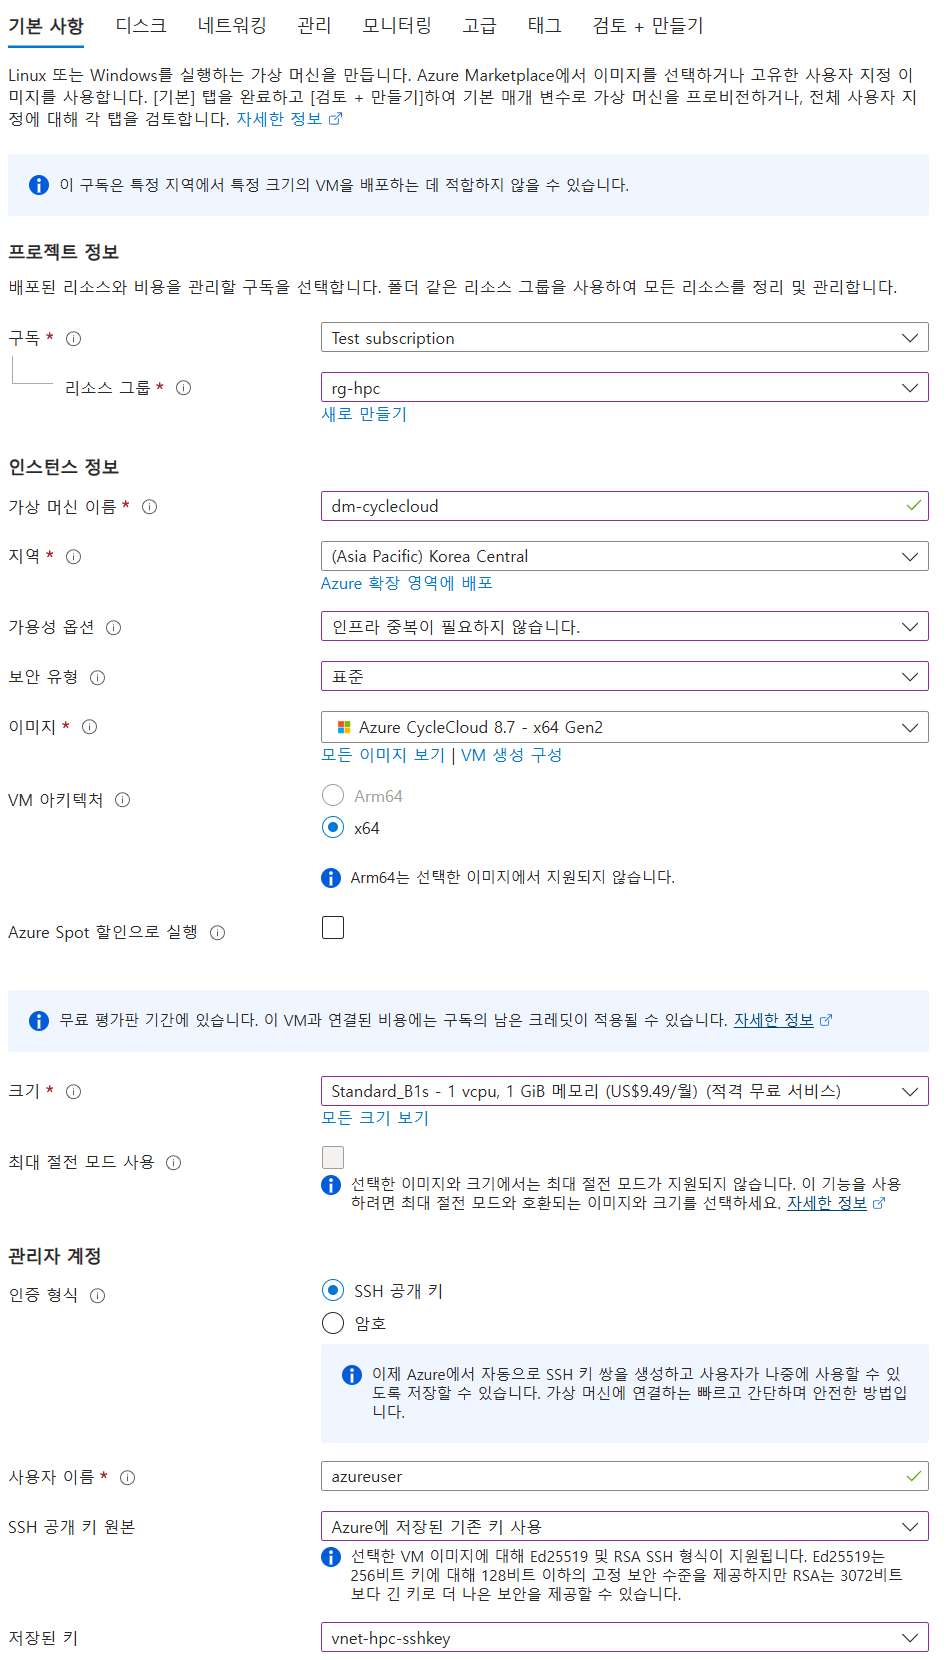 기본 사항 디스크 네트워킹 관리 모니터링 고급 태그 검토 + 만들기
Linux 또는 Windows를 실행하는 가상 머신을 만듭니다. Azure Marketplace에서 이미지를 선택하거나 고유한 사용자 지정 이
미지를 사용합니다. [기본] 탭을 완료하고 [검토 + 만들기]하여 기본 매개 변수로 가상 머신을 프로비전하거나, 전체 사용자 지
정에 대해 각 탭을 검토합니다. 자세한 정보
이 구독은 특정 지역에서 특정 크기의 VM을 배포하는 데 적합하지 않을 수 있습니다.
프로젝트 정보
배포된 리소스와 비용을 관리할 구독을 선택합니다. 폴더 같은 리소스 그룹을 사용하여 모든 리소스를 정리 및 관리합니다.
구독 * Test subscription
리소스 그룹 * rg-hpc
새로 만들기
인스턴스 정보
가상 머신 이름 * dm-cyclecloud
지역 * (Asia Pacific) Korea Central
Azure 확장 영역에 배포
가용성 옵션 인프라 중복이 필요하지 않습니다.
보안 유형 표준
이미지 * Azure CycleCloud 8.7 - x64 Gen2
모든 이미지 보기 | VM 생성 구성
VM 아키텍처 Arm64
x64
Arm64는 선택한 이미지에서 지원되지 않습니다.
Azure Spot 할인으로 실행
무료 평가판 기간에 있습니다. 이 VM과 연결된 비용에는 구독의 남은 크레딧이 적용될 수 있습니다. 자세한 정보
크기 * Standard_B1s - 1 vcpu, 1 GiB 메모리 (US$9.49/월) (적격 무료 서비스)
모든 크기 보기
최대 절전 모드 사용
선택한 이미지와 크기에서는 최대 절전 모드가 지원되지 않습니다. 이 기능을 사용
하려면 최대 절전 모드와 호환되는 이미지와 크기를 선택하세요. 자세한 정보
관리자 계정
인증 형식 SSH 공개 키
암호
이제 Azure에서 자동으로 SSH 키 쌍을 생성하고 사용자가 나중에 사용할 수 있
도록 저장할 수 있습니다. 가상 머신에 연결하는 빠르고 간단하며 안전한 방법입
니다.
사용자 이름 * azureuser
SSH 공개 키 원본 Azure에 저장된 기존 키 사용
선택한 VM 이미지에 대해 Ed25519 및 RSA SSH 형식이 지원됩니다. Ed25519는
256비트 키에 대해 128비트 이하의 고정 보안 수준을 제공하지만 RSA는 3072비트
보다 긴 키로 더 나은 보안을 제공할 수 있습니다.
저장된 키 vnet-hpc-sshkey